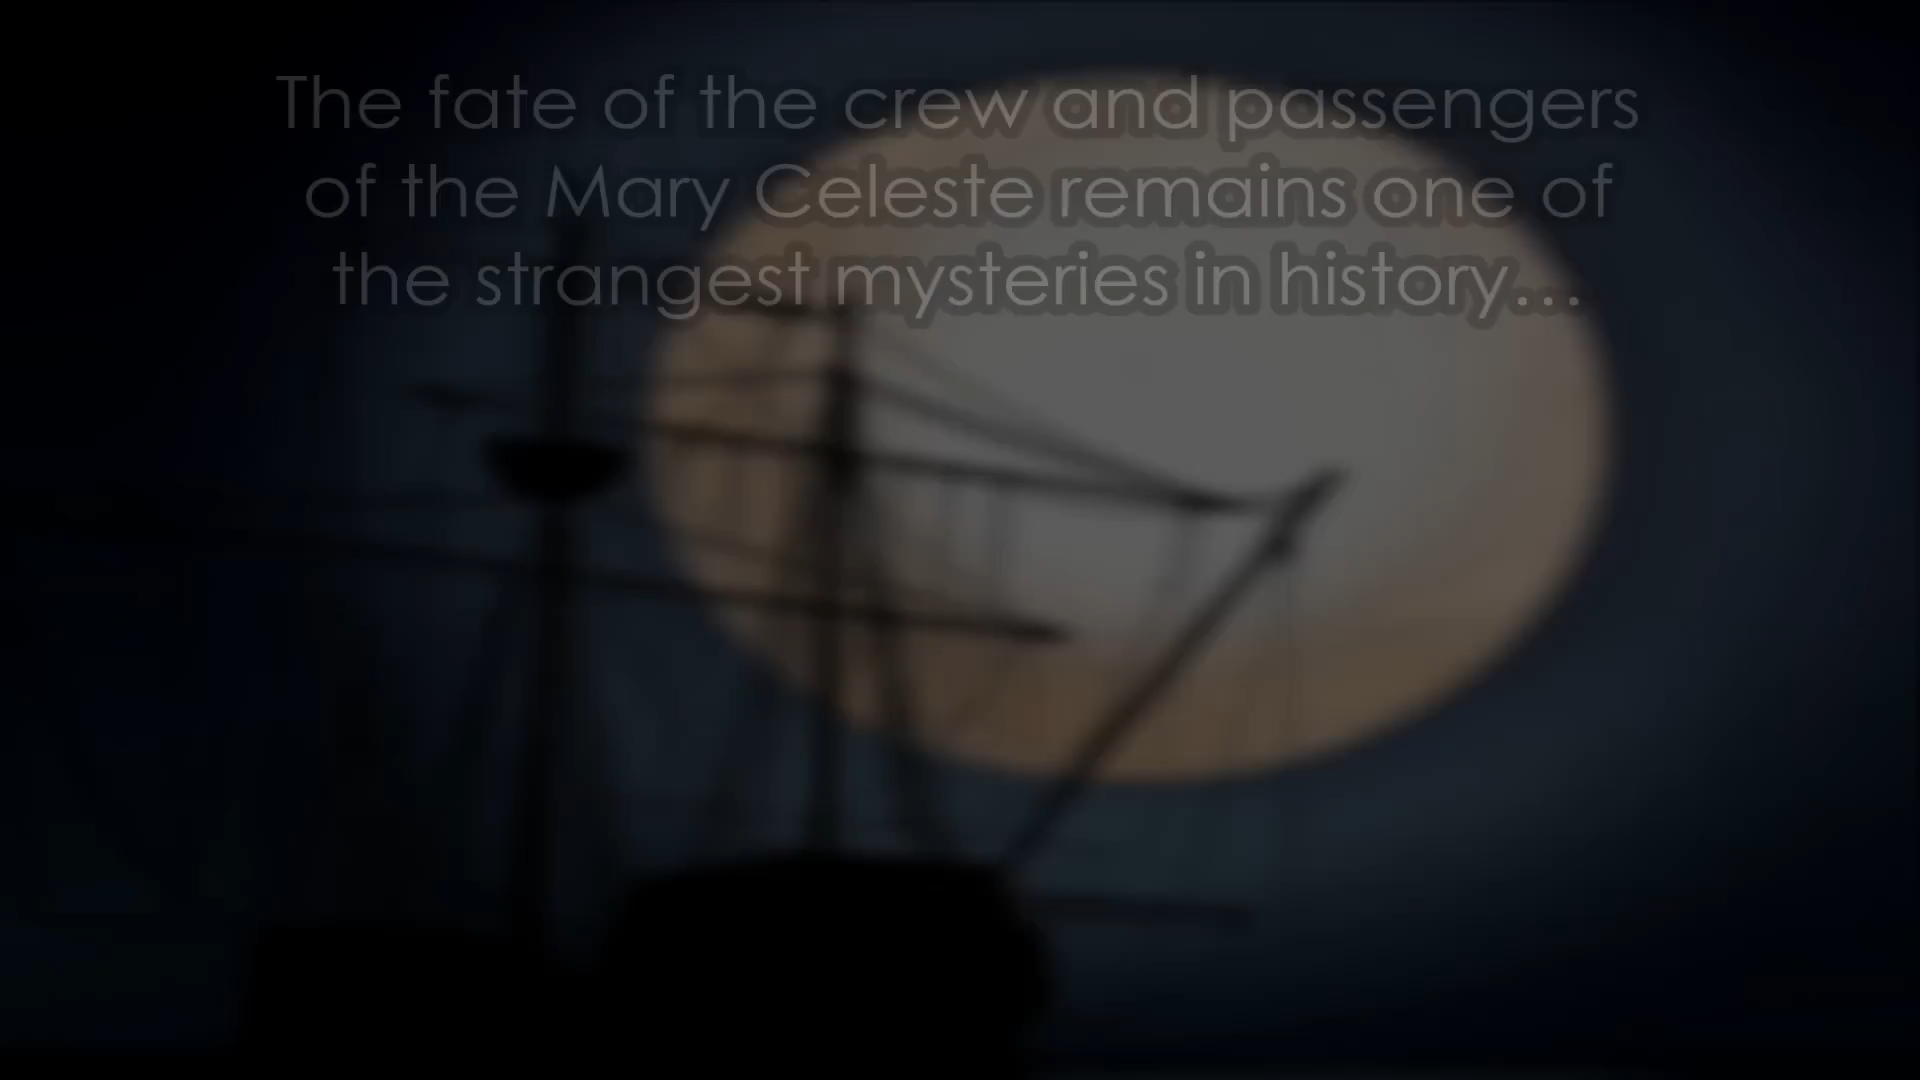 The fate of the crew and passengers
of the Mary Celeste remains one of
the strangest mysteries in history...